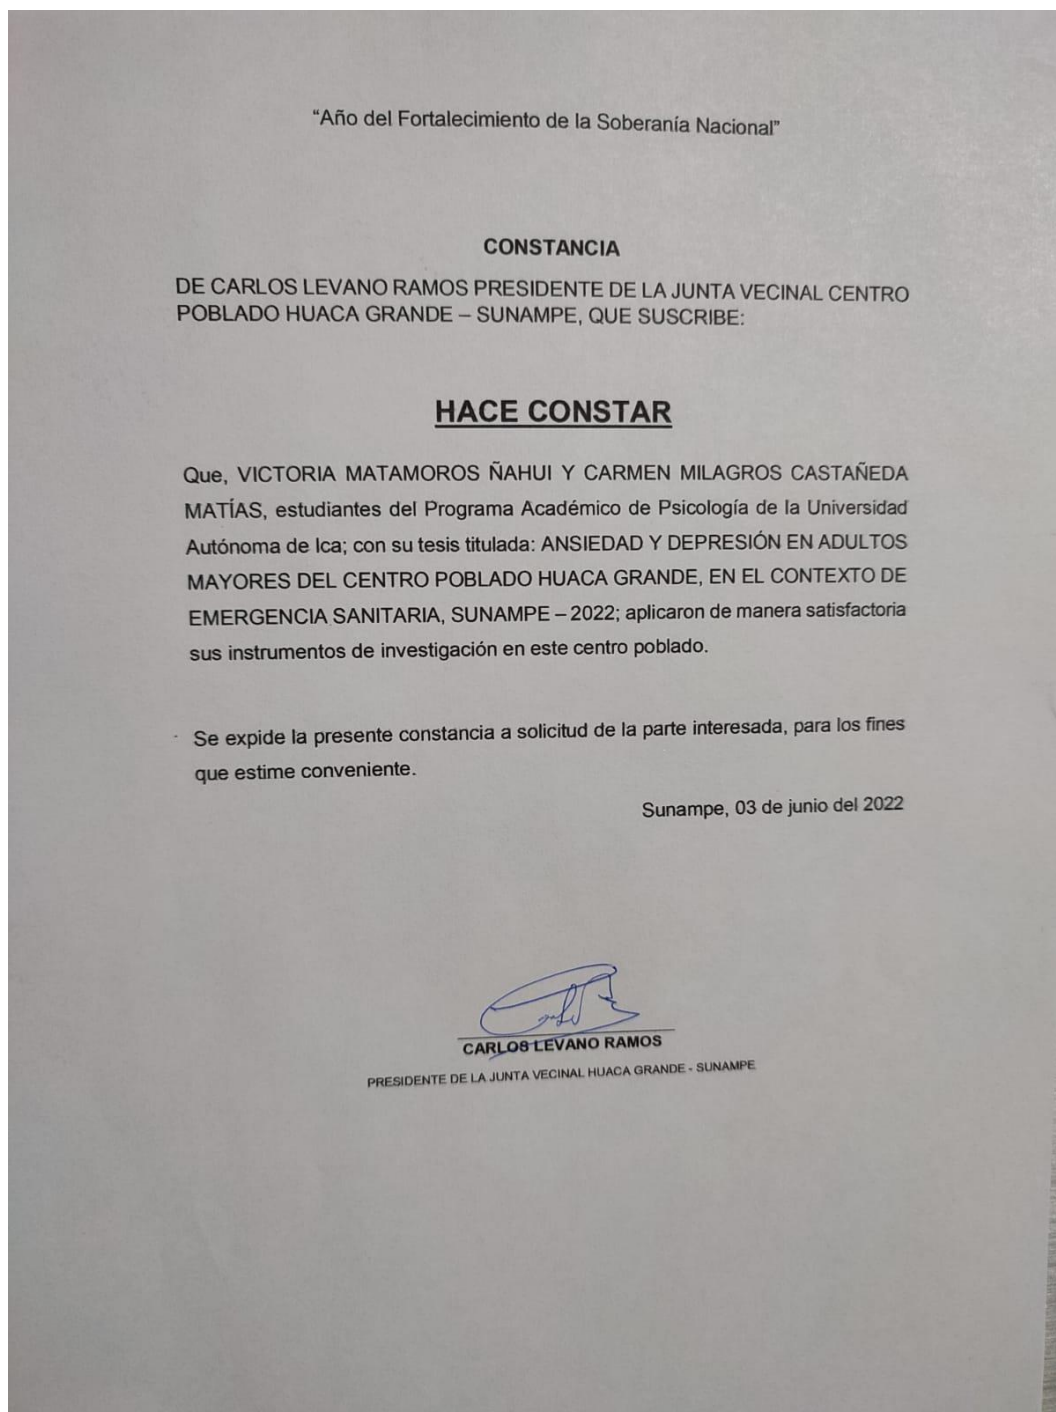 “Año del Fortalecimiento de la Soberanía Nacional”
CONSTANCIA
DE CARLOS LEVANO RAMOS PRESIDENTE DE LA JUNTA VECINAL CENTRO
POBLADO HUACA GRANDE – SUNAMPE, QUE SUSCRIBE:
HACE CONSTAR
Que, VICTORIA MATAMOROS ÑAHUI Y CARMEN MILAGROS CASTAÑEDA
MATÍAS, estudiantes del Programa Académico de Psicología de la Universidad
Autónoma de Ica; con su tesis titulada: ANSIEDAD Y DEPRESIÓN EN ADULTOS
MAYORES DEL CENTRO POBLADO HUACA GRANDE, EN EL CONTEXTO DE
EMERGENCIA SANITARIA, SUNAMPE – 2022; aplicaron de manera satisfactoria
sus instrumentos de investigación en este centro poblado.
Se expide la presente constancia a solicitud de la parte interesada, para los fines
que estime conveniente.
Sunampe, 03 de junio del 2022
CARLOS LEVANO RAMOS
PRESIDENTE DE LA JUNTA VECINAL HUACA GRANDE - SUNAMPE